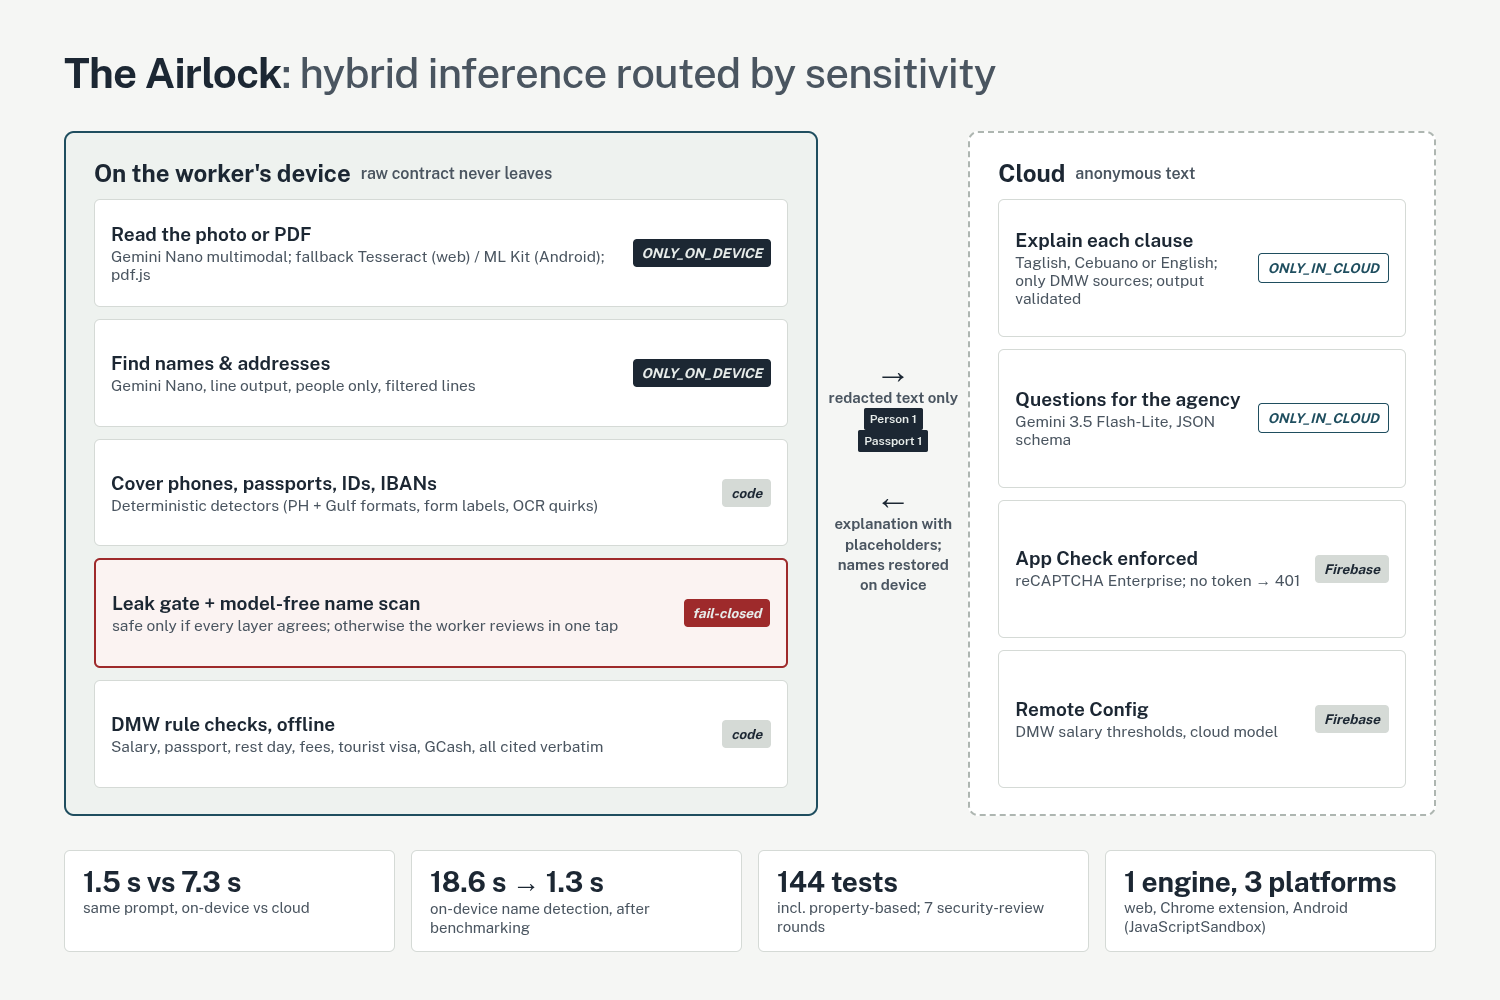 The Airlock: hybrid inference routed by sensitivity
On the worker's device raw contract never leaves
Read the photo or PDF
Gemini Nano multimodal; fallback Tesseract (web) / ML Kit (Android);
pdf.js
ONLY_ON_DEVICE
Find names & addresses
Gemini Nano, line output, people only, filtered lines
ONLY_ON_DEVICE
Cover phones, passports, IDs, IBANs
Deterministic detectors (PH + Gulf formats, form labels, OCR quirks)
code
Leak gate + model-free name scan
safe only if every layer agrees; otherwise the worker reviews in one tap
fail-closed
DMW rule checks, offline
Salary, passport, rest day, fees, tourist visa, GCash, all cited verbatim
code
→
redacted text only
Person 1
Passport 1
←
explanation with
placeholders;
names restored
on device
Cloud anonymous text
Explain each clause
Taglish, Cebuano or English;
only DMW sources; output
validated
ONLY_IN_CLOUD
Questions for the agency
Gemini 3.5 Flash-Lite, JSON
schema
ONLY_IN_CLOUD
App Check enforced
reCAPTCHA Enterprise; no token → 401
Firebase
Remote Config
DMW salary thresholds, cloud model
Firebase
1.5 s vs 7.3 s
same prompt, on-device vs cloud
18.6 s → 1.3 s
on-device name detection, after
benchmarking
144 tests
incl. property-based; 7 security-review
rounds
1 engine, 3 platforms
web, Chrome extension, Android
(JavaScriptSandbox)